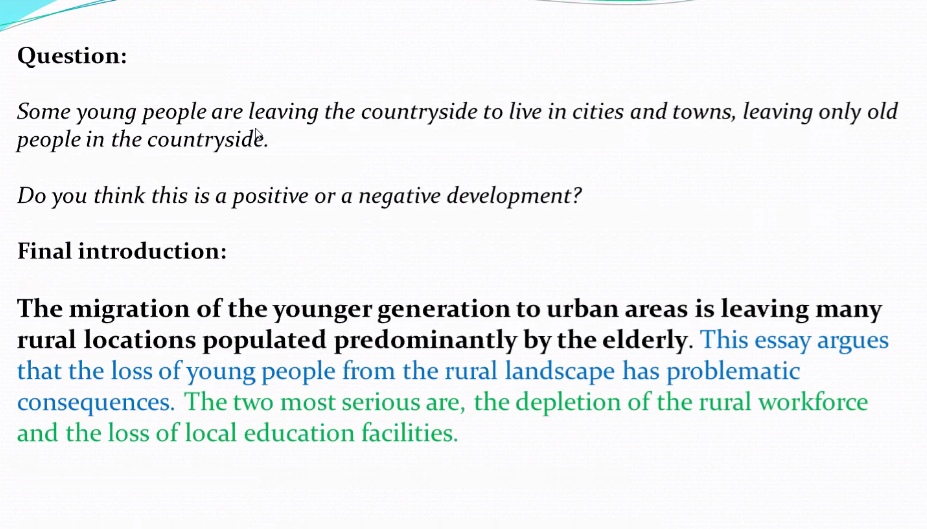 Question:
Some young people are leaving the countryside to live in cities and towns, leaving only old
people in the countryside.
Do you think this is a positive or a negative development?
Final introduction:
The migration of the younger generation to urban areas is leaving many
rural locations populated predominantly by the elderly. This essay argues
that the loss of young people from the rural landscape has problematic
consequences. The two most serious are, the depletion of the rural workforce
and the loss of local education facilities.